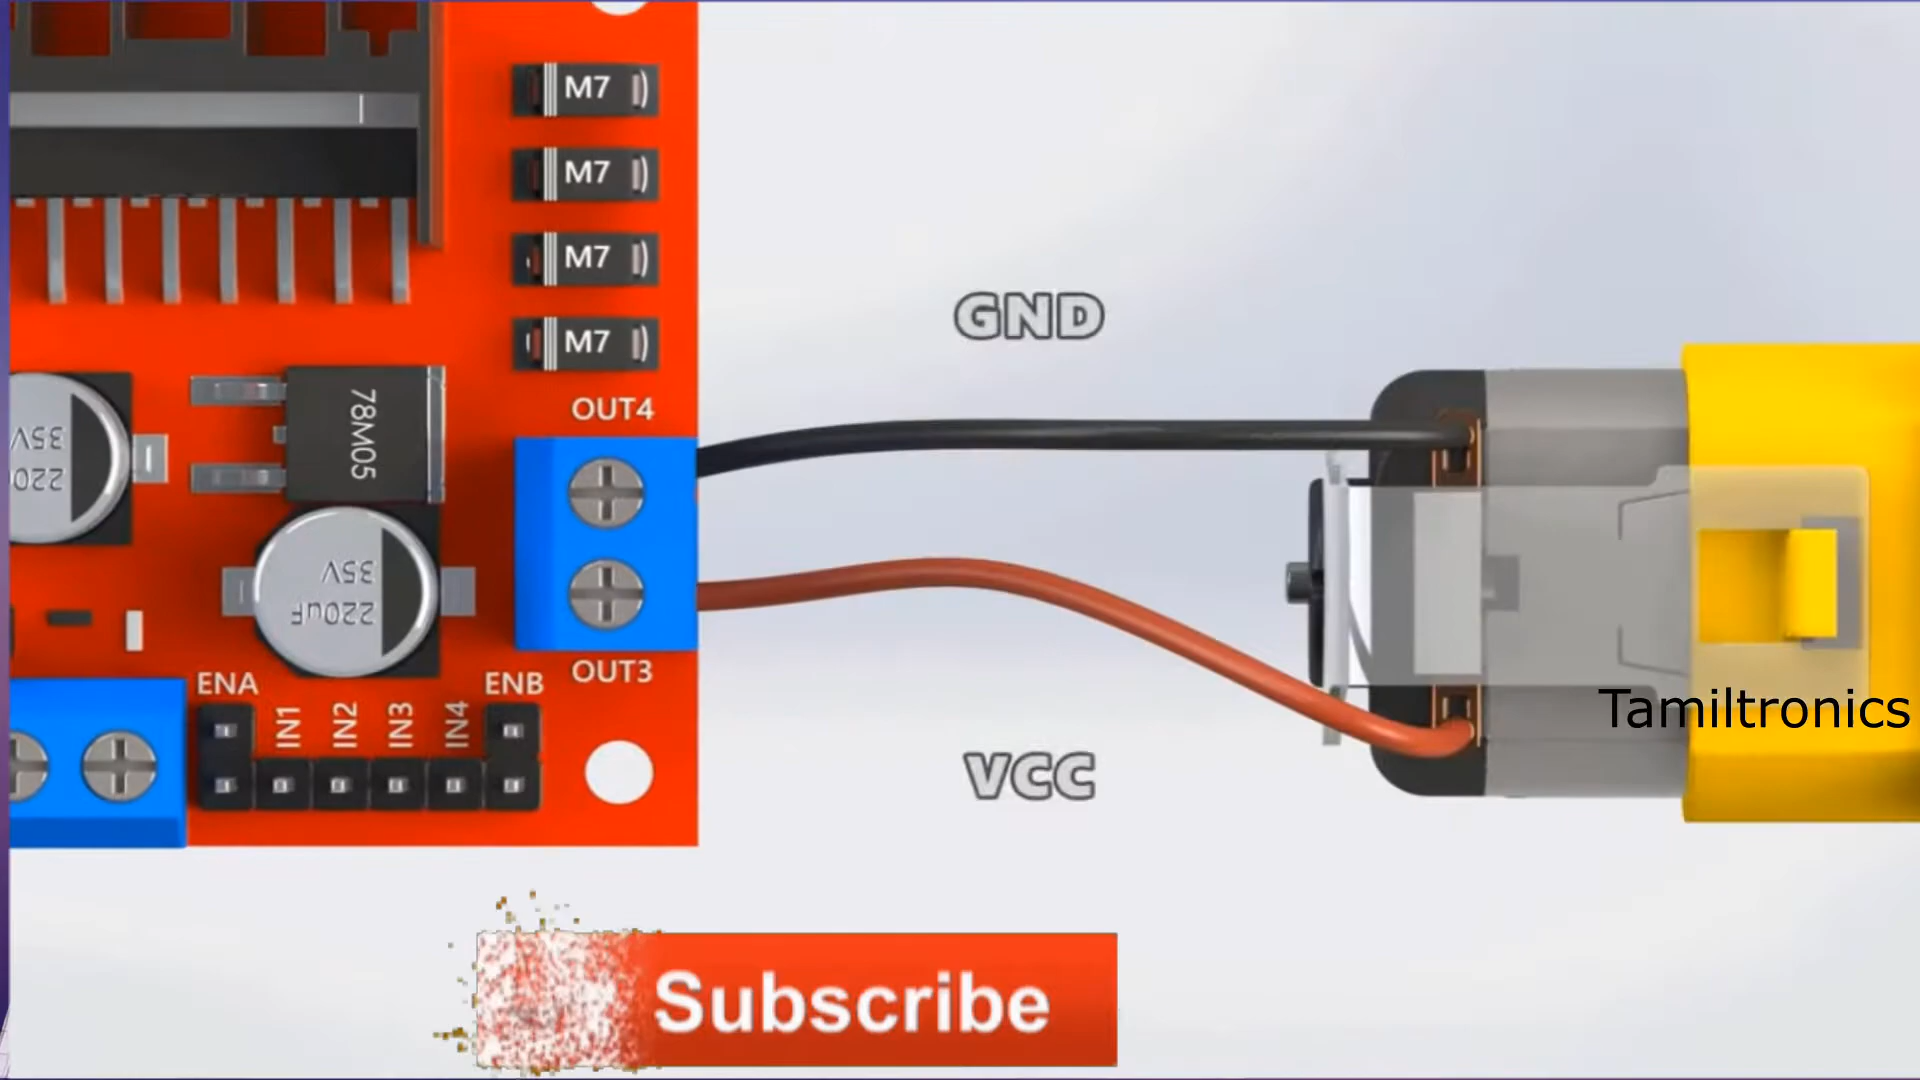 M7
M7
M7
M7
OUT4
GND
78M05
35V
220
35V
220uF
OUT3
ENA
IN1
IN2
IN3
IN4
ENB
VCC
Tamiltronics
Subscribe